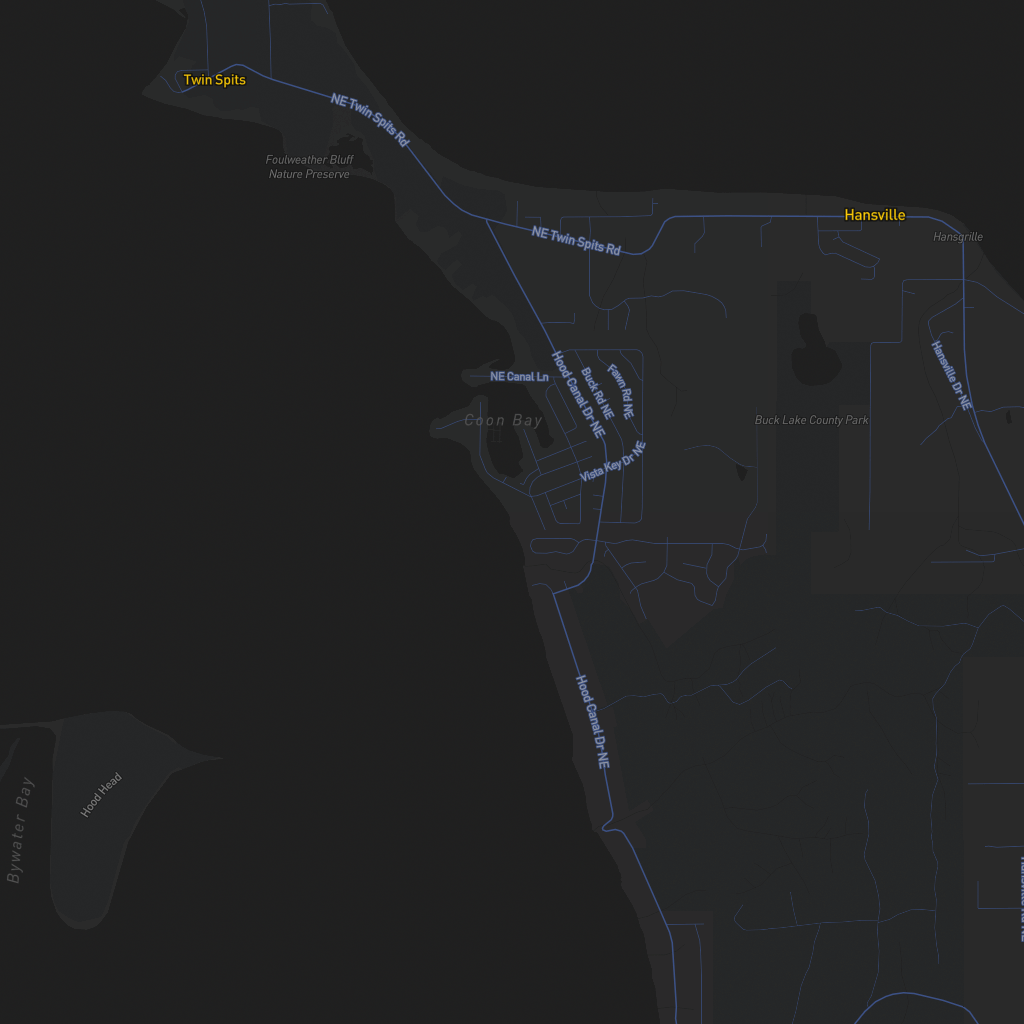 Twin Spits
NE Twin Spits Rd
Foulweather Bluff
Nature Preserve
Hansville
NE Twin Spits Rd
Hansgrille
Hansville Dr NE
Hood Canal Dr NE
Buck Rd NE
Fawn Rd NE
NE Canal Ln
Coon Bay
Buck Lake County Park
Vista Key Dr NE
Hood Canal Dr NE
Hood Head
Bywater Bay